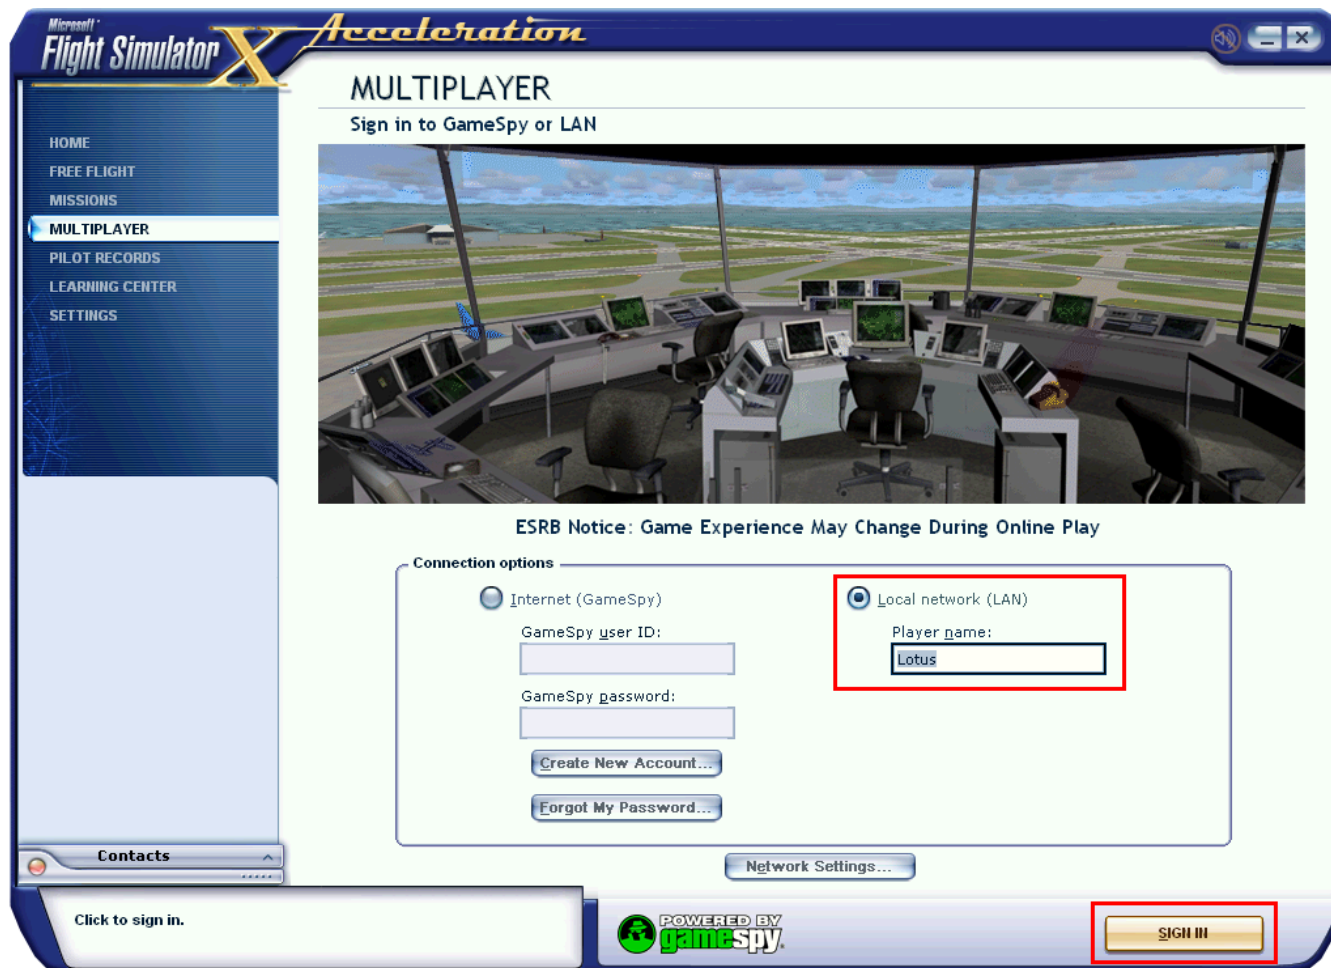 Microsoft
Flight Simulator X
Acceleration
HOME
FREE FLIGHT
MISSIONS
MULTIPLAYER
PILOT RECORDS
LEARNING CENTER
SETTINGS
MULTIPLAYER
Sign in to GameSpy or LAN
ESRB Notice: Game Experience May Change During Online Play
Connection options
Internet (GameSpy)
GameSpy user ID:
GameSpy password:
Create New Account...
Forgot My Password...
Local network (LAN)
Player name:
Lotus
Network Settings...
Contacts
Click to sign in.
POWERED BY
gamespy.
SIGN IN